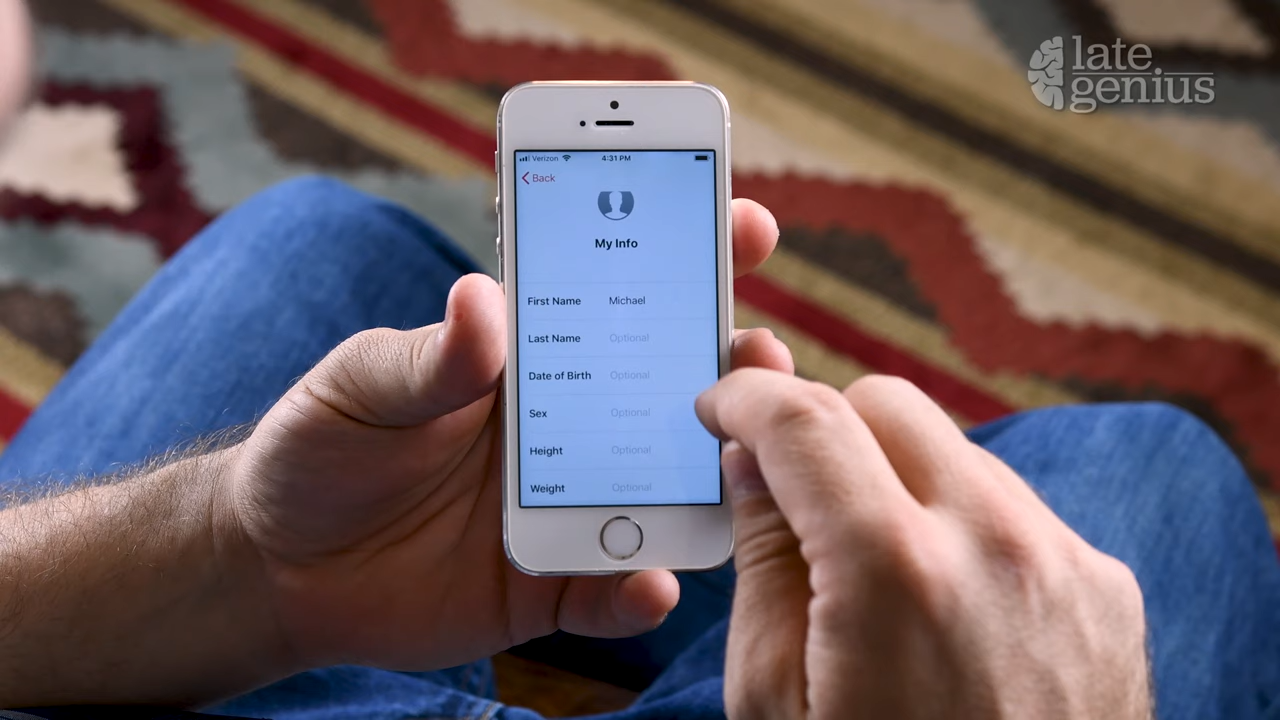 late
genius
Verizon 4:31 PM
Back
My Info
First Name Michael
Last Name Optional
Date of Birth Optional
Sex Optional
Height Optional
Weight Optional